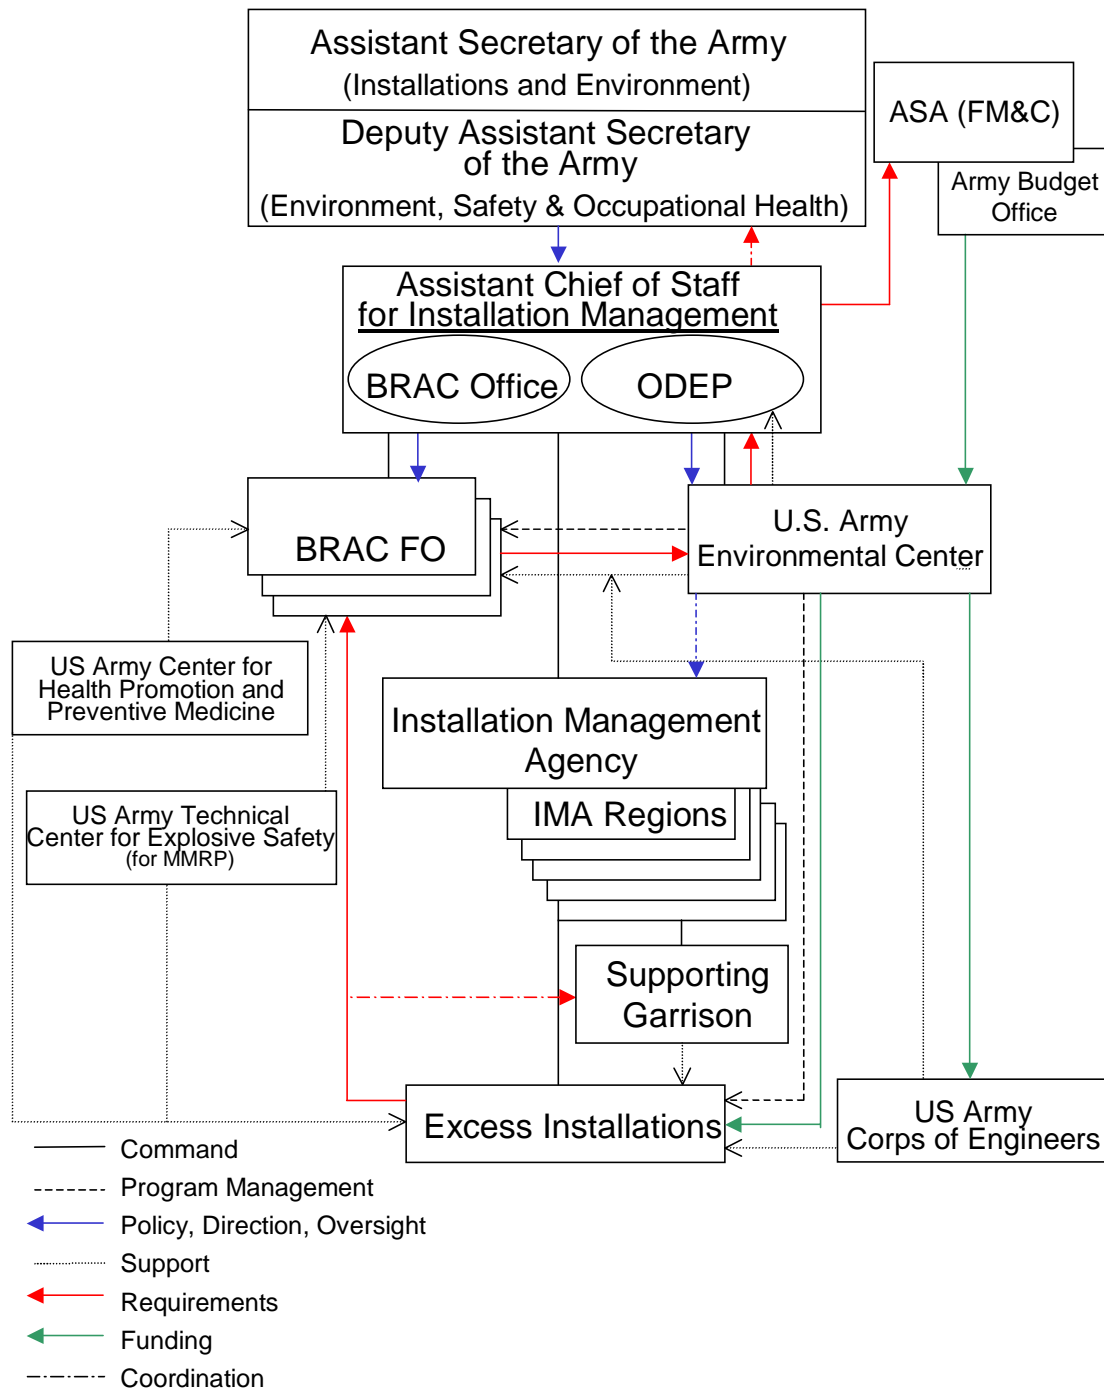 Assistant Secretary of the Army
(Installations and Environment)
Deputy Assistant Secretary
of the Army
(Environment, Safety & Occupational Health)
ASA (FM&C)
Army Budget
Office
Assistant Chief of Staff
for Installation Management
BRAC Office
ODEP
BRAC FO
U.S. Army
Environmental Center
US Army Center for
Health Promotion and
Preventive Medicine
Installation Management
Agency
IMA Regions
US Army Technical
Center for Explosive Safety
(for MMRP)
Supporting
Garrison
Excess Installations
US Army
Corps of Engineers
Command
Program Management
Policy, Direction, Oversight
Support
Requirements
Funding
Coordination